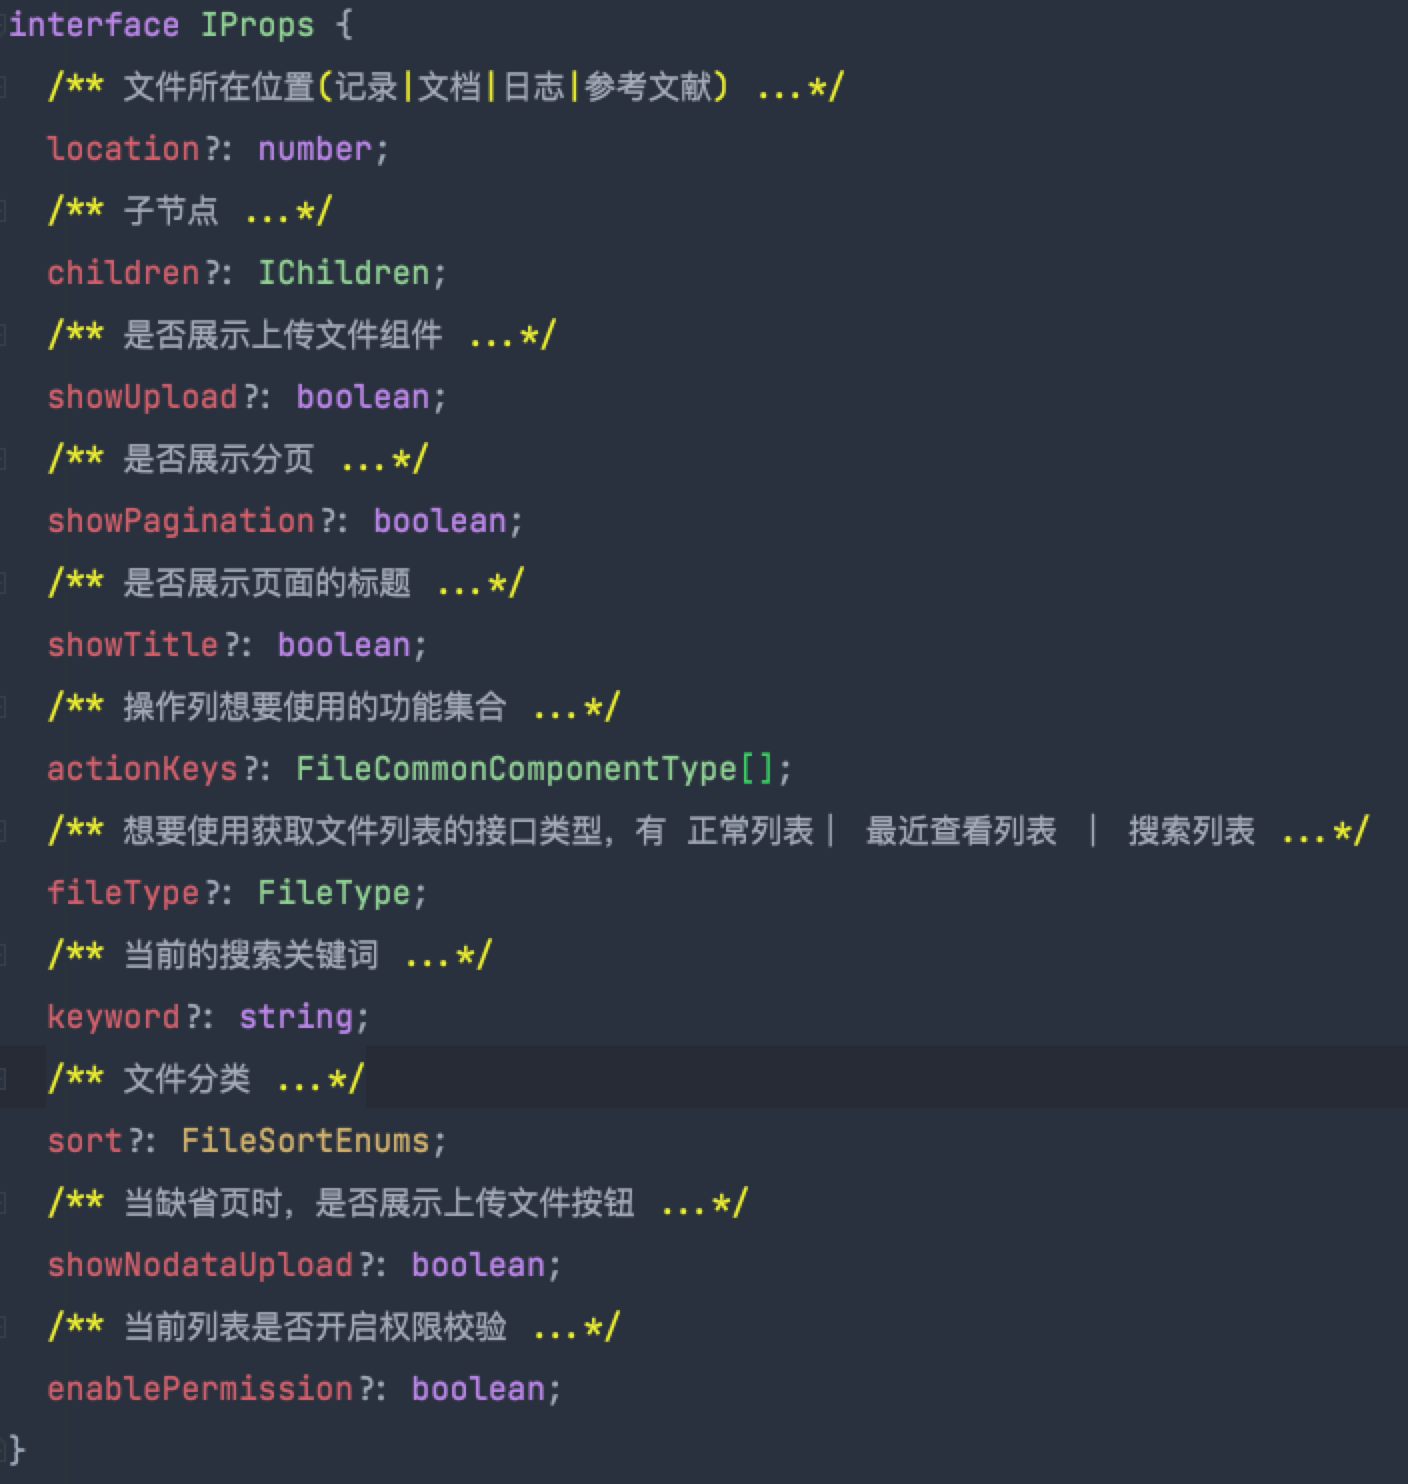 interface IProps {
/** 文件所在位置(记录|文档|日志|参考文献) ...*/
location?: number;
/** 子节点 ...*/
children?: IChildren;
/** 是否展示上传文件组件 ...*/
showUpload?: boolean;
/** 是否展示分页 ...*/
showPagination?: boolean;
/** 是否展示页面的标题 ...*/
showTitle?: boolean;
/** 操作列想要使用的功能集合 ...*/
actionKeys?: FileCommonComponentType[];
/** 想要使用获取文件列表的接口类型，有 正常列表｜ 最近查看列表 ｜ 搜索列表 ...*/
fileType?: FileType;
/** 当前的搜索关键词 ...*/
keyword?: string;
/** 文件分类 ...*/
sort?: FileSortEnums;
/** 当缺省页时，是否展示上传文件按钮 ...*/
showNodataUpload?: boolean;
/** 当前列表是否开启权限校验 ...*/
enablePermission?: boolean;
}